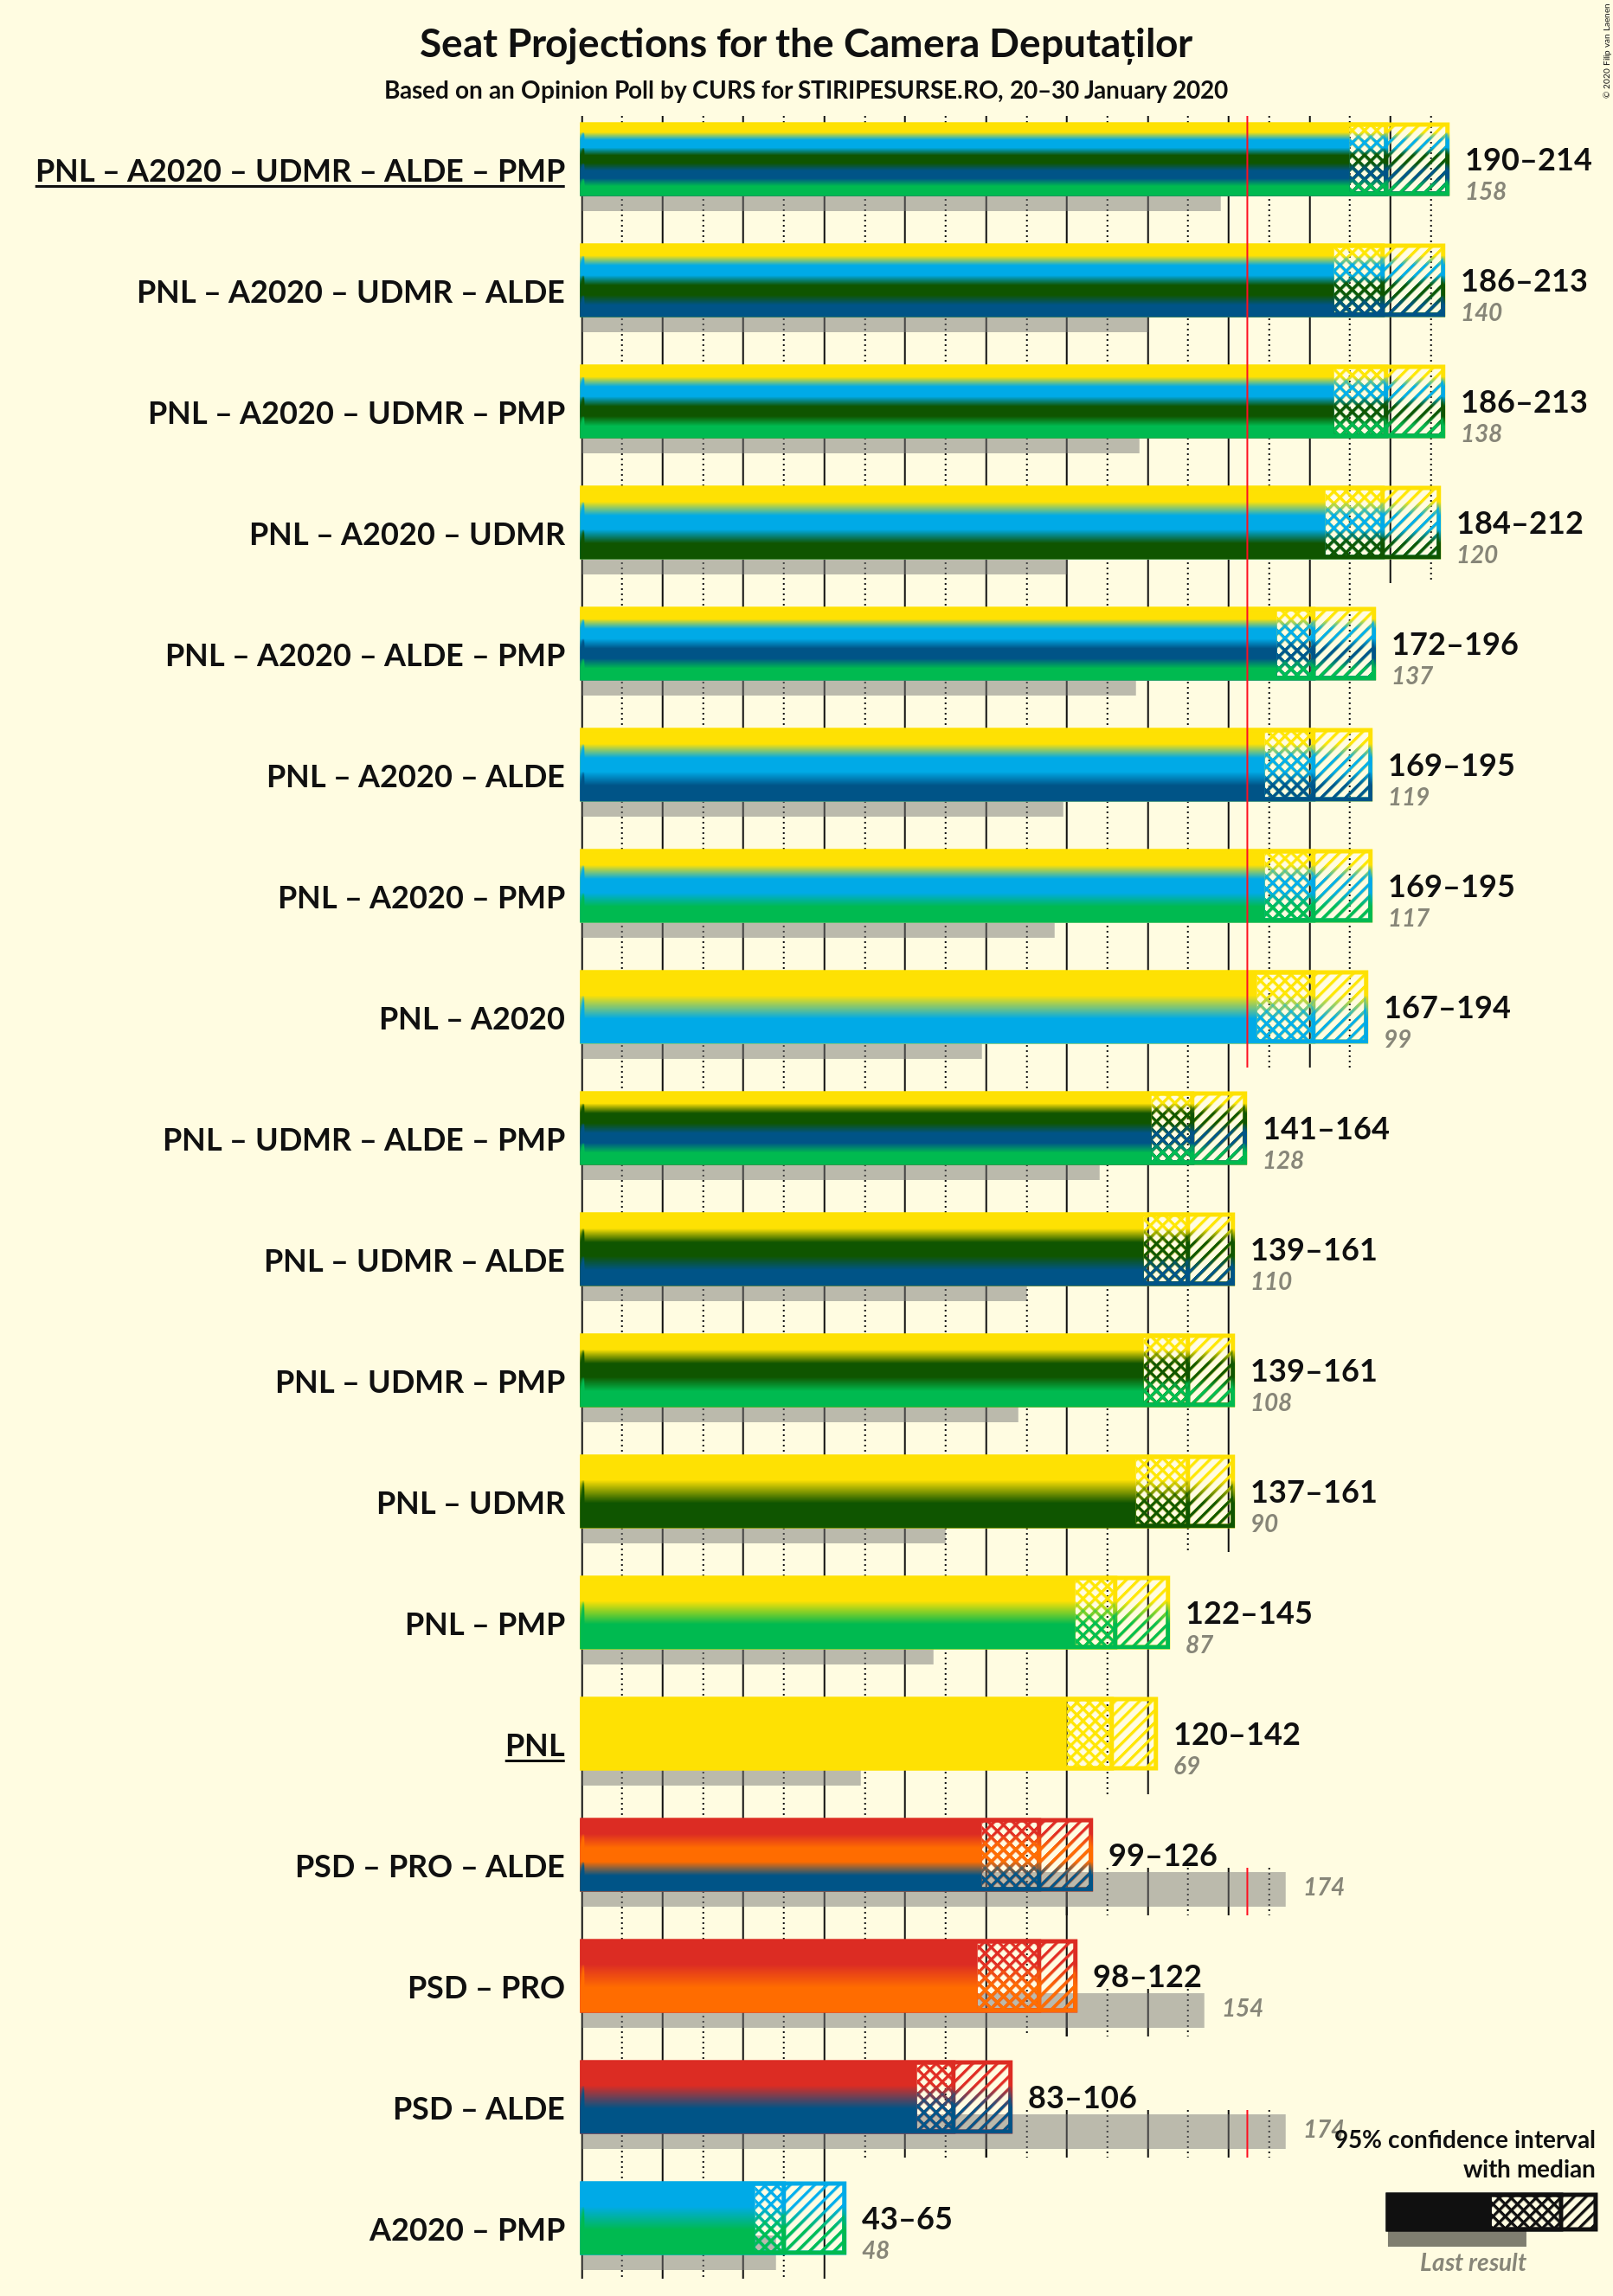 Seat Projections for the Camera Deputaților
Based on an Opinion Poll by CURS for STIRIPESURSE.RO, 20–30 January 2020
© 2020 Filip van Laenen
PNL – A2020 – UDMR – ALDE – PMP
190–214
158
PNL – A2020 – UDMR – ALDE
186–213
140
PNL – A2020 – UDMR – PMP
186–213
138
PNL – A2020 – UDMR
184–212
120
PNL – A2020 – ALDE – PMP
172–196
137
PNL – A2020 – ALDE
169–195
119
PNL – A2020 – PMP
169–195
117
PNL – A2020
167–194
99
PNL – UDMR – ALDE – PMP
141–164
128
PNL – UDMR – ALDE
139–161
110
PNL – UDMR – PMP
139–161
108
PNL – UDMR
137–161
90
PNL – PMP
122–145
87
PNL
120–142
69
PSD – PRO – ALDE
99–126
174
PSD – PRO
98–122
154
PSD – ALDE
83–106
174
A2020 – PMP
43–65
48
95% confidence interval
with median
Last result